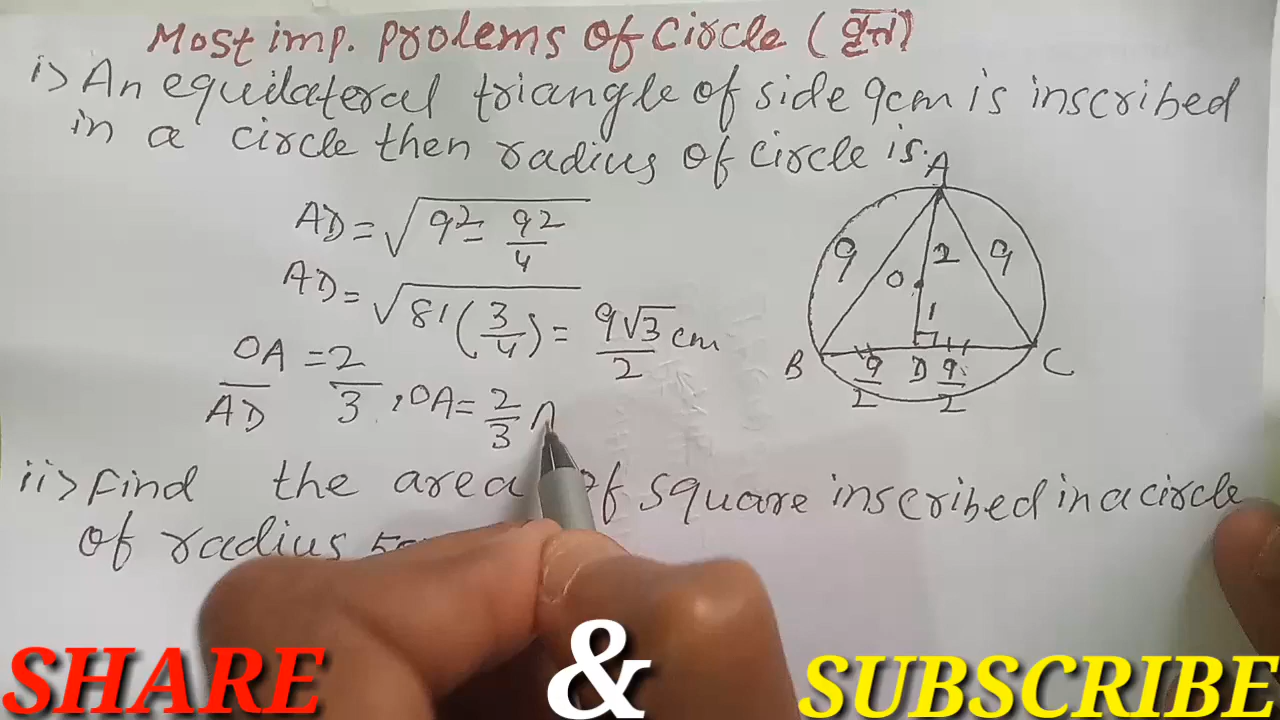 Most imp. Prolems of Circle (वृत्त)
i> An equilateral triangle of side 9cm is inscribed
in a circle then radius of circle is.
AD = √9² - 9²/4
AD = √81(3/4) = 9√3/2 cm
OA/AD = 2/3, OA = 2/3 A
A
9 2 9
O
1
B D C
9/2 9/2
ii> Find the area of square inscribed in a circle
of radius
SHARE & SUBSCRIBE